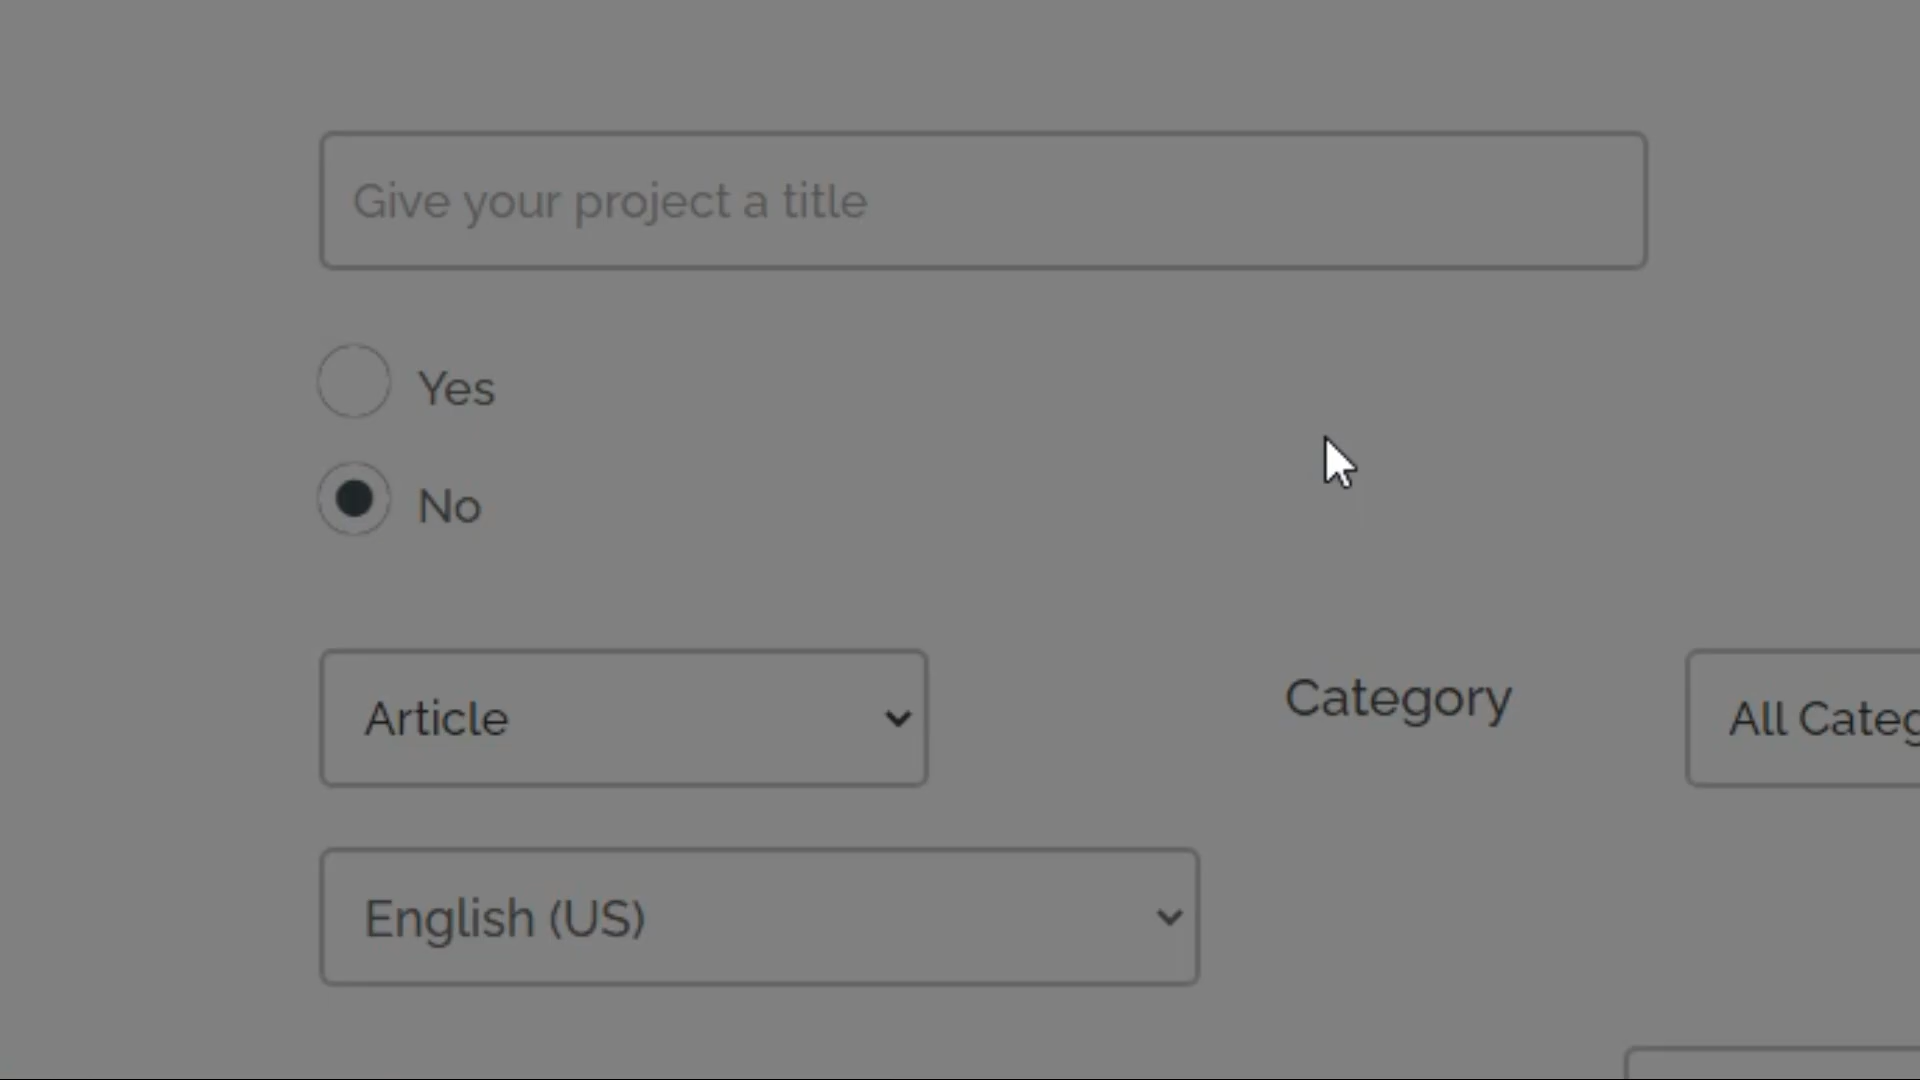 Give your project a title
Yes
No
Article
Category
All Categ
English (US)